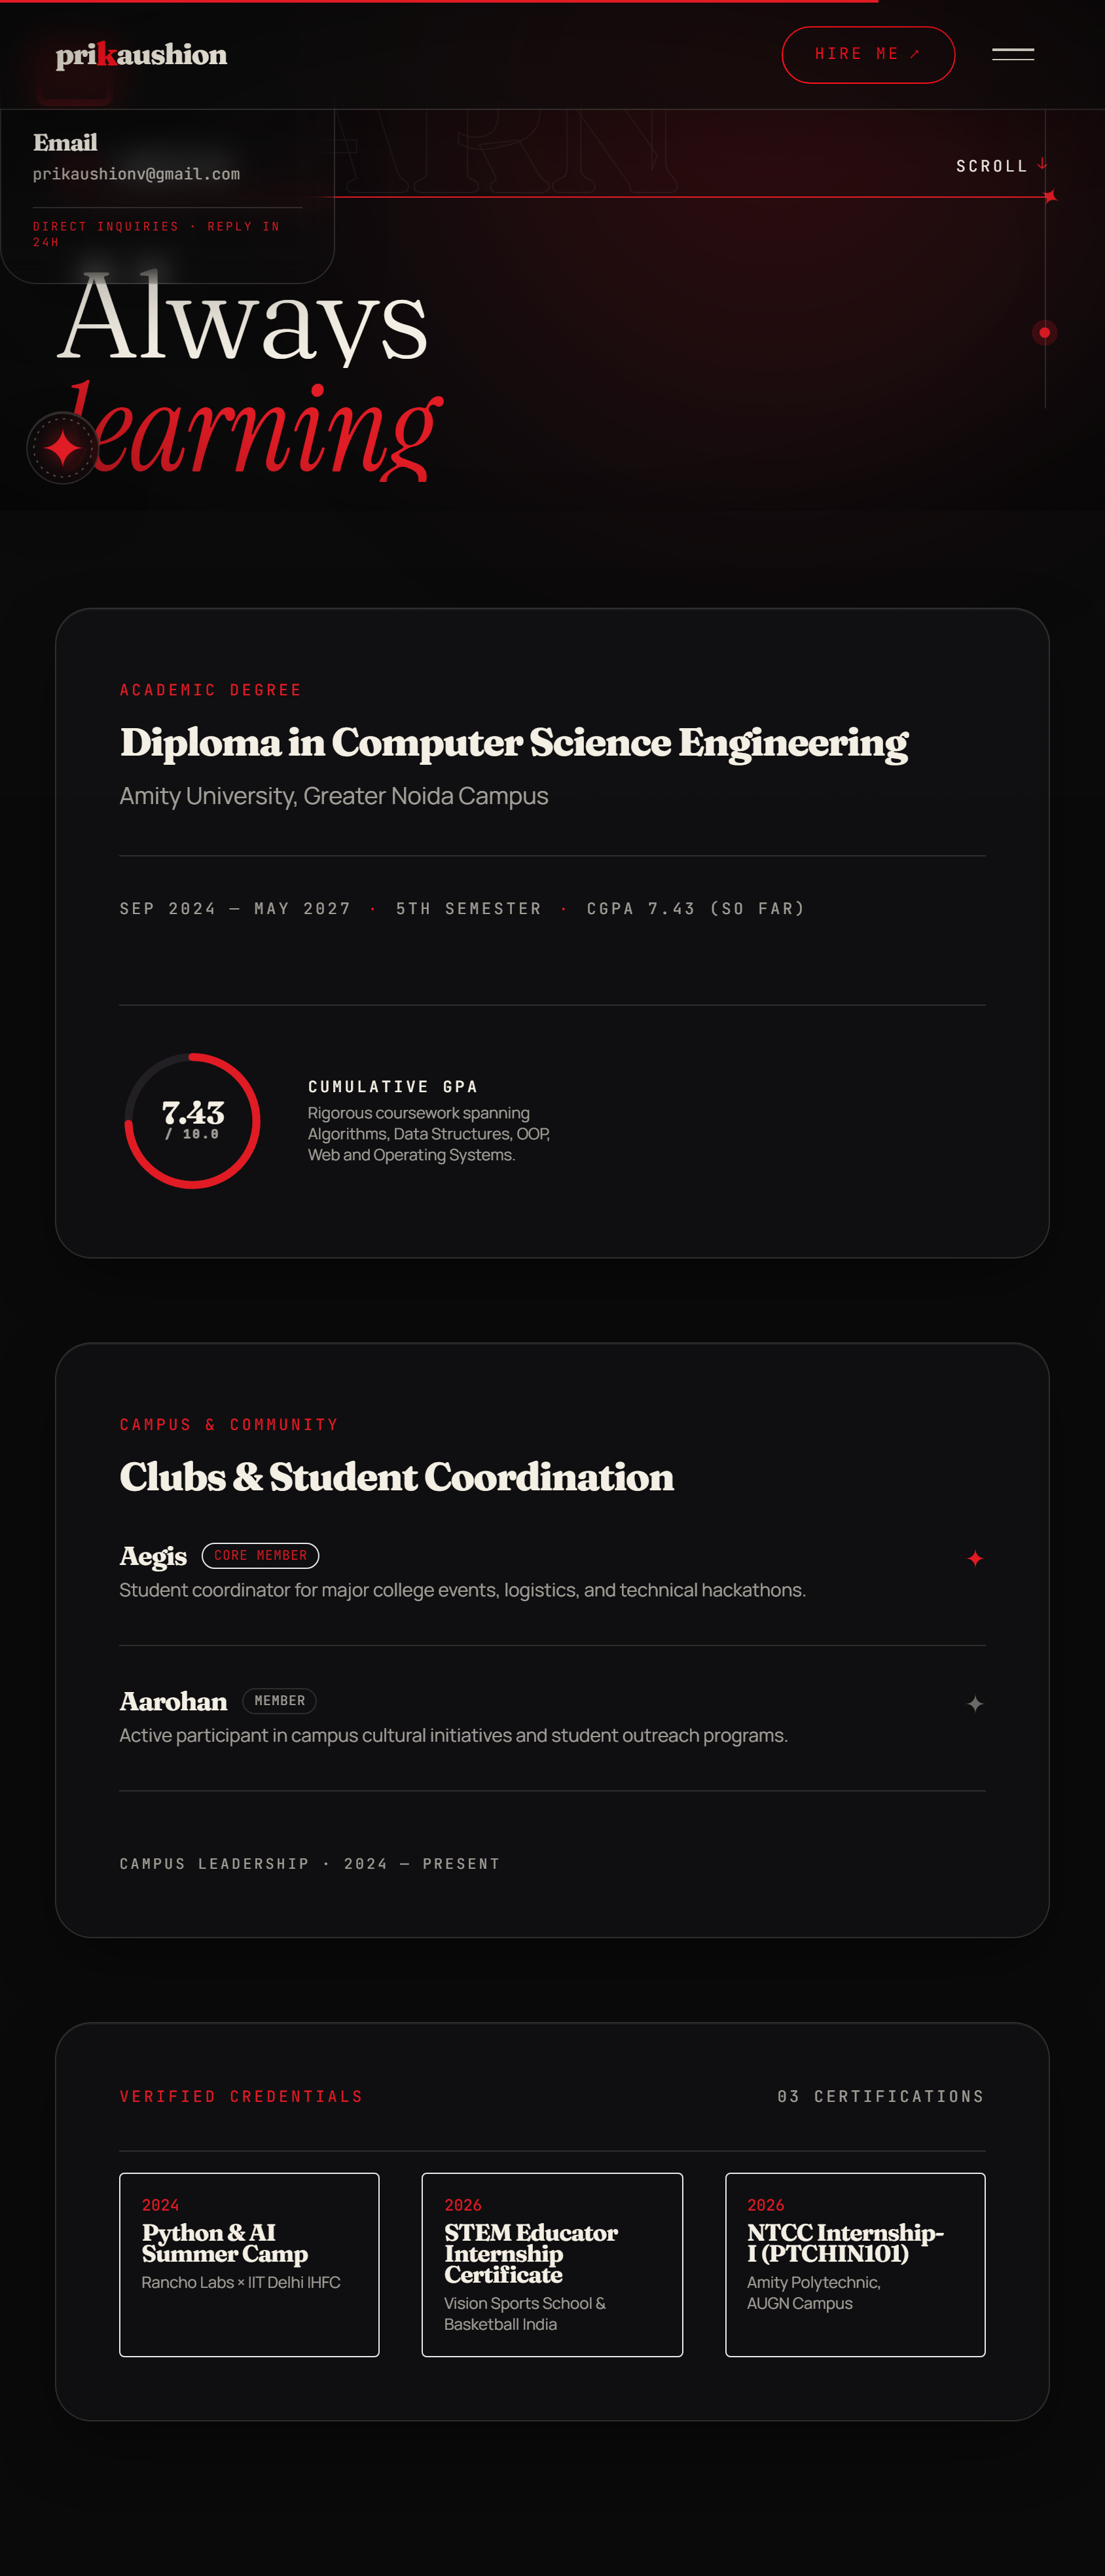 prikaushion
HIRE ME ↗
Email
prikaushionv@gmail.com
DIRECT INQUIRIES · REPLY IN
24H
SCROLL ↓
Always
learning
ACADEMIC DEGREE
Diploma in Computer Science Engineering
Amity University, Greater Noida Campus
SEP 2024 — MAY 2027 · 5TH SEMESTER · CGPA 7.43 (SO FAR)
7.43
/ 10.0
CUMULATIVE GPA
Rigorous coursework spanning
Algorithms, Data Structures, OOP,
Web and Operating Systems.
CAMPUS & COMMUNITY
Clubs & Student Coordination
Aegis CORE MEMBER
Student coordinator for major college events, logistics, and technical hackathons.
Aarohan MEMBER
Active participant in campus cultural initiatives and student outreach programs.
CAMPUS LEADERSHIP · 2024 — PRESENT
VERIFIED CREDENTIALS
03 CERTIFICATIONS
2024
Python & AI
Summer Camp
Rancho Labs × IIT Delhi IHFC
2026
STEM Educator
Internship
Certificate
Vision Sports School &
Basketball India
2026
NTCC Internship-
I (PTCHIN101)
Amity Polytechnic,
AUGN Campus